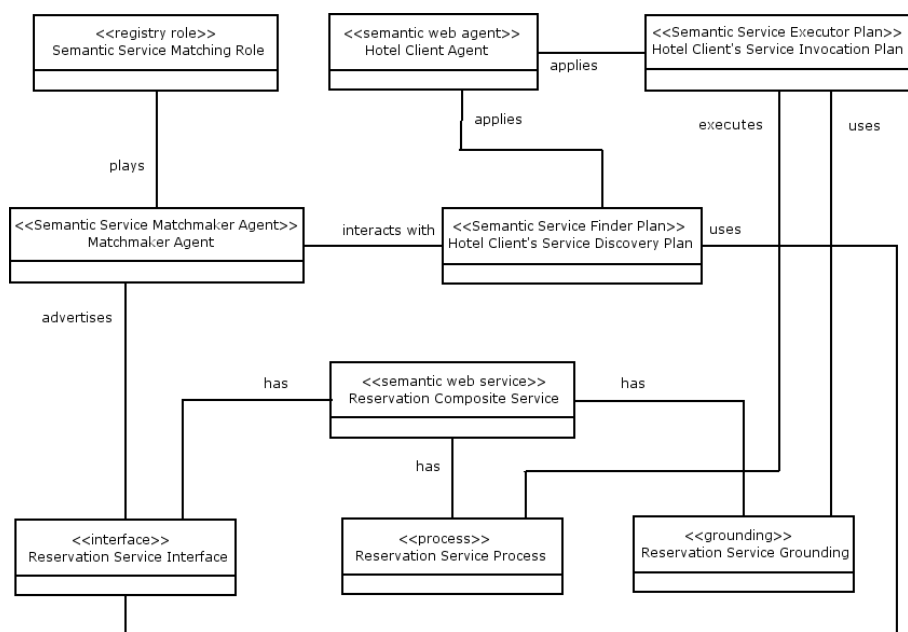 <<registry role>>
Semantic Service Matching Role
<<semantic web agent>>
Hotel Client Agent
<<Semantic Service Executor Plan>>
Hotel Client's Service Invocation Plan
applies
applies
executes
uses
plays
<<Semantic Service Matchmaker Agent>>
Matchmaker Agent
interacts with
<<Semantic Service Finder Plan>>
Hotel Client's Service Discovery Plan
uses
advertises
has
<<semantic web service>>
Reservation Composite Service
has
has
<<interface>>
Reservation Service Interface
<<process>>
Reservation Service Process
<<grounding>>
Reservation Service Grounding